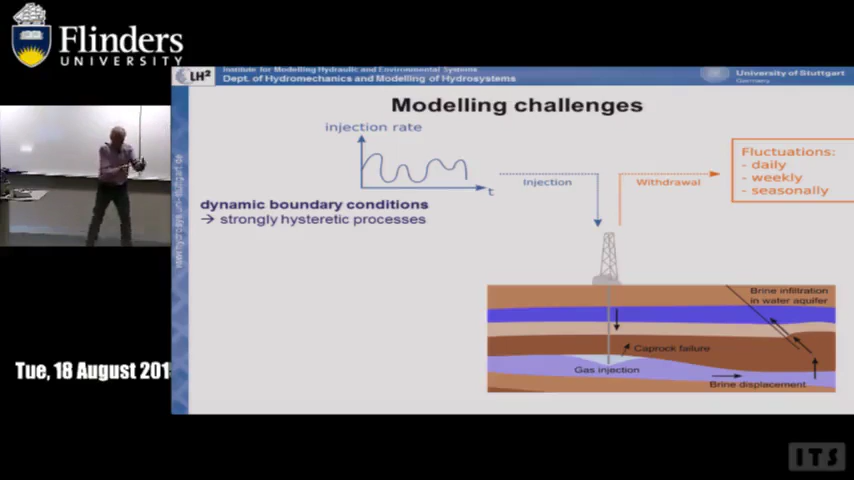 Flinders
UNIVERSITY
LH²
Institute for Modelling Hydraulic and Environmental Systems
Dept. of Hydromechanics and Modelling of Hydrosystems
University of Stuttgart
Germany
Modelling challenges
injection rate
t
Injection
Withdrawal
Fluctuations:
- daily
- weekly
- seasonally
dynamic boundary conditions
→ strongly hysteretic processes
Brine infiltration
in water aquifer
Caprock failure
Gas injection
Brine displacement
Tue, 18 August 201
ITS